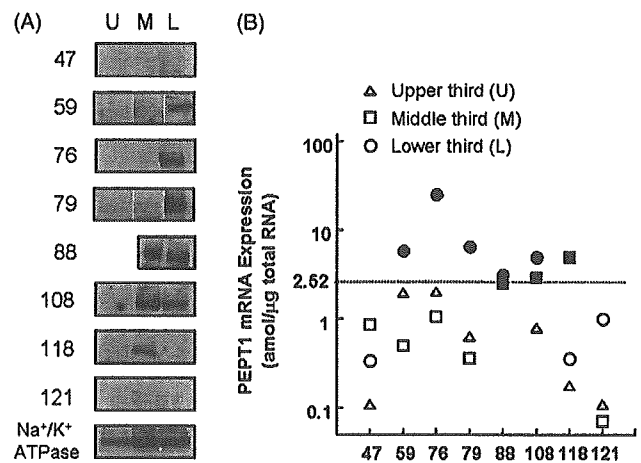 (A)
U M L
47
59
76
79
88
108
118
121
Na⁺/K⁺
ATPase
(B)
Upper third (U)
Middle third (M)
Lower third (L)
PEPT1 mRNA Expression
(amol/μg total RNA)
100
10
2.52
1
0.1
47 59 76 79 88 108 118 121